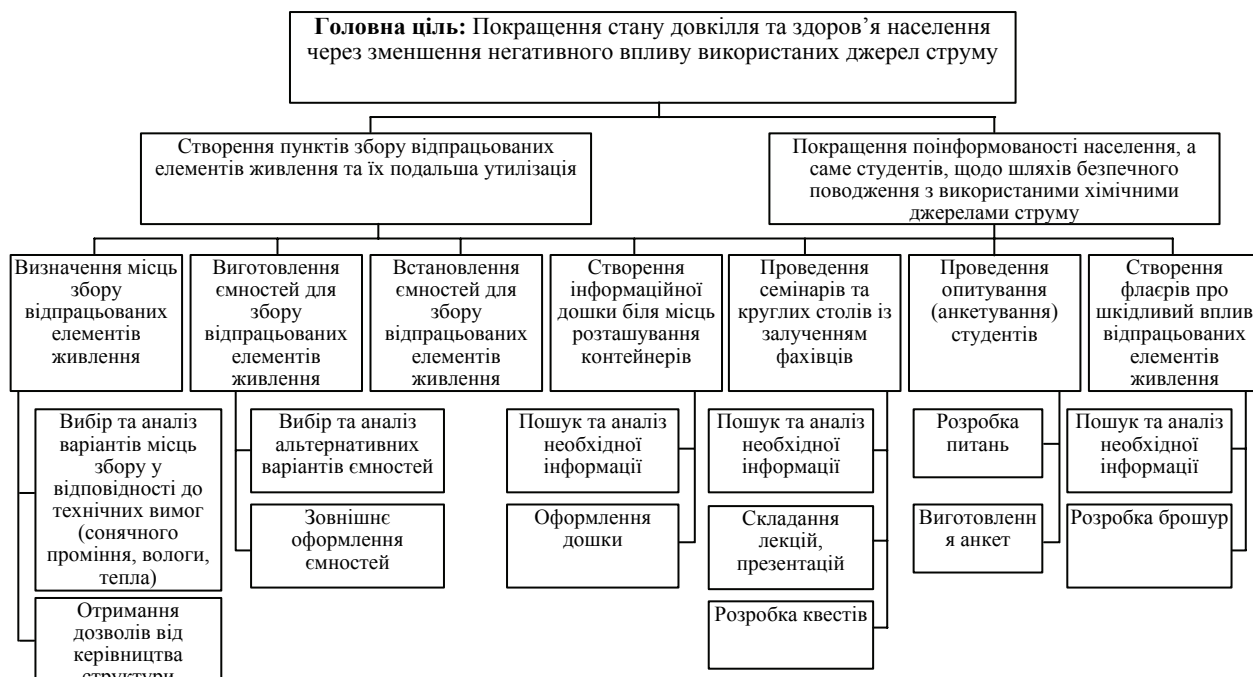 Головна ціль: Покращення стану довкілля та здоров’я населення
через зменшення негативного впливу використаних джерел струму
Створення пунктів збору відпрацьованих
елементів живлення та їх подальша утилізація
Покращення поінформованості населення, а
саме студентів, щодо шляхів безпечного
поводження з використаними хімічними
джерелами струму
Визначення місць
збору
відпрацьованих
елементів
живлення
Виготовлення
ємностей для
збору
відпрацьованих
елементів
живлення
Встановлення
ємностей для збору
відпрацьованих
елементів
живлення
Створення
інформаційної
дошки біля місць
розташування
контейнерів
Проведення
семінарів та
круглих столів із
залученням
фахівців
Проведення
опитування
(анкетування)
студентів
Створення
флаєрів про
шкідливий вплив
відпрацьованих
елементів
живлення
Вибір та аналіз
варіантів місць
збору у
відповідності до
технічних вимог
(сонячного
проміння, вологи,
тепла)
Отримання
дозволів від
керівництва
структури
Вибір та аналіз
альтернативних
варіантів ємностей
Зовнішнє
оформлення
ємностей
Пошук та аналіз
необхідної
інформації
Оформлення
дошки
Пошук та аналіз
необхідної
інформації
Складання
лекцій,
презентацій
Розробка квестів
Розробка
питань
Виготовленн
я анкет
Пошук та аналіз
необхідної
інформації
Розробка брошур